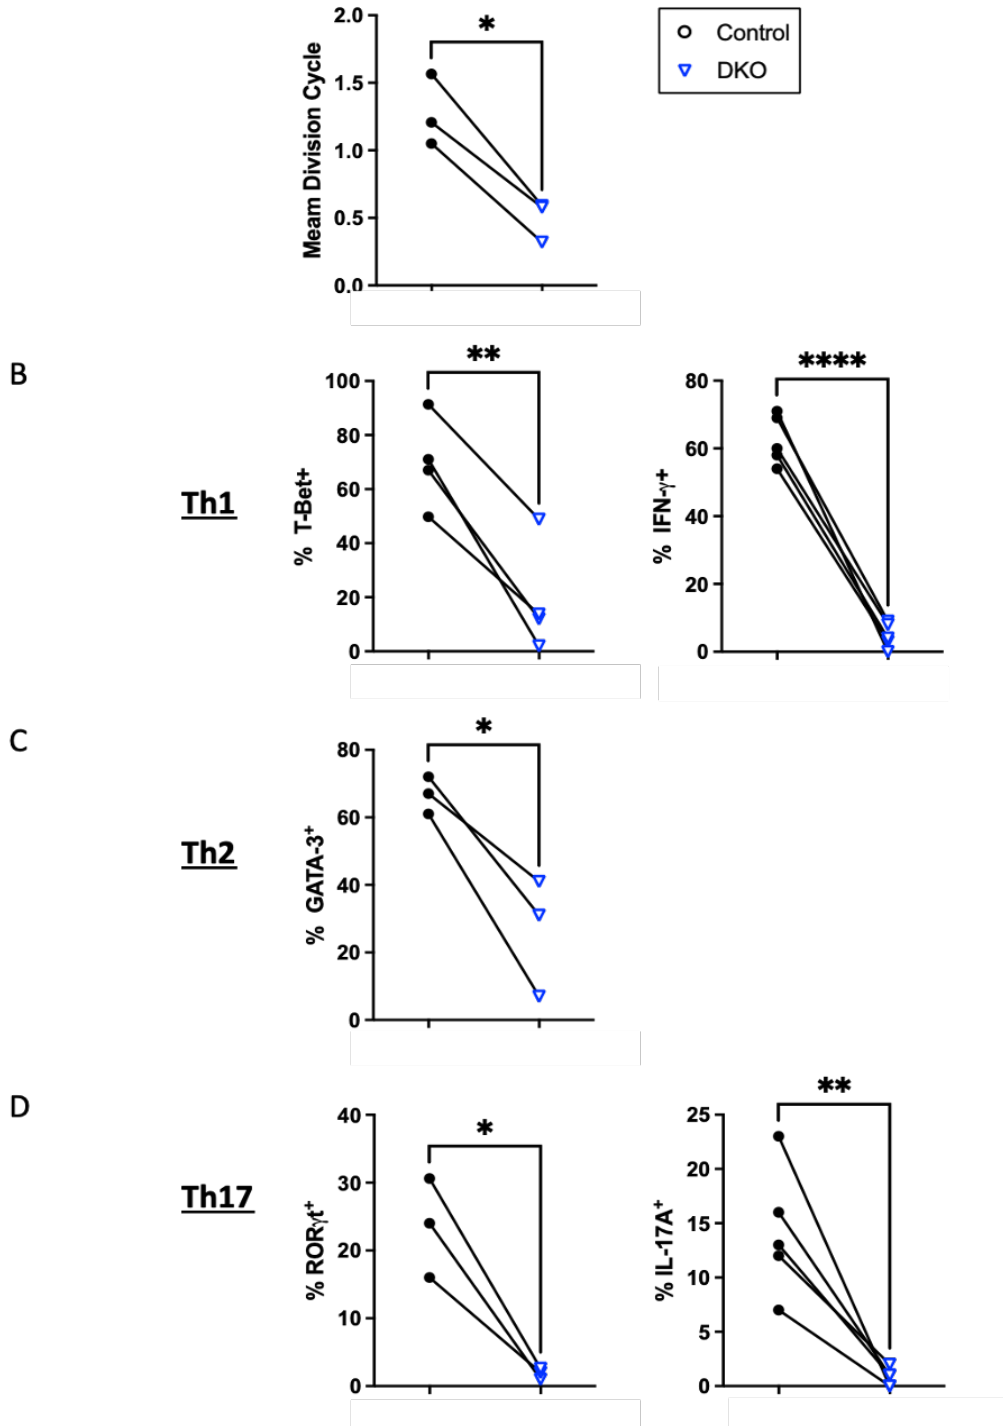 2.0
1.5
1.0
0.5
0.0
Meam Division Cycle
*
Control
DKO
B
Th1
100
80
60
40
20
0
% T-Bet+
**
80
60
40
20
0
% IFN-γ+
****
C
Th2
80
60
40
20
0
% GATA-3+
*
D
Th17
40
30
20
10
0
% RORγt+
*
25
20
15
10
5
0
% IL-17A+
**